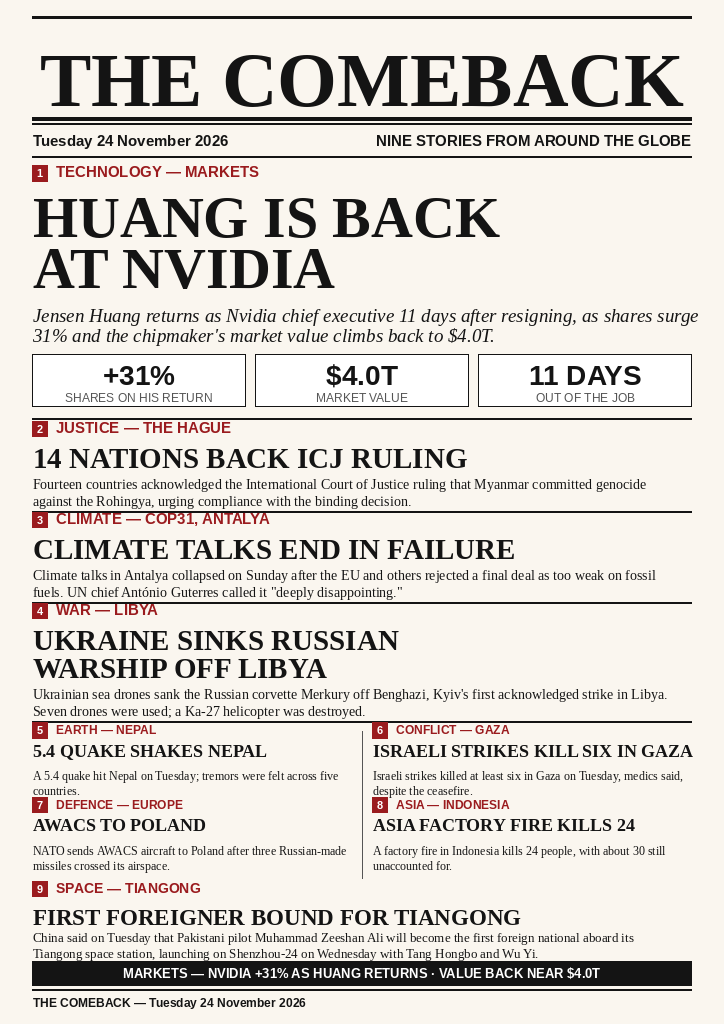 THE COMEBACK
Tuesday 24 November 2026
NINE STORIES FROM AROUND THE GLOBE
1 TECHNOLOGY — MARKETS
HUANG IS BACK
AT NVIDIA
Jensen Huang returns as Nvidia chief executive 11 days after resigning, as shares surge
31% and the chipmaker's market value climbs back to $4.0T.
+31%
SHARES ON HIS RETURN
$4.0T
MARKET VALUE
11 DAYS
OUT OF THE JOB
2 JUSTICE — THE HAGUE
14 NATIONS BACK ICJ RULING
Fourteen countries acknowledged the International Court of Justice ruling that Myanmar committed genocide
against the Rohingya, urging compliance with the binding decision.
3 CLIMATE — COP31, ANTALYA
CLIMATE TALKS END IN FAILURE
Climate talks in Antalya collapsed on Sunday after the EU and others rejected a final deal as too weak on fossil
fuels. UN chief António Guterres called it "deeply disappointing."
4 WAR — LIBYA
UKRAINE SINKS RUSSIAN
WARSHIP OFF LIBYA
Ukrainian sea drones sank the Russian corvette Merkury off Benghazi, Kyiv's first acknowledged strike in Libya.
Seven drones were used; a Ka-27 helicopter was destroyed.
5 EARTH — NEPAL
5.4 QUAKE SHAKES NEPAL
A 5.4 quake hit Nepal on Tuesday; tremors were felt across five
countries.
6 CONFLICT — GAZA
ISRAELI STRIKES KILL SIX IN GAZA
Israeli strikes killed at least six in Gaza on Tuesday, medics said,
despite the ceasefire.
7 DEFENCE — EUROPE
AWACS TO POLAND
NATO sends AWACS aircraft to Poland after three Russian-made
missiles crossed its airspace.
8 ASIA — INDONESIA
ASIA FACTORY FIRE KILLS 24
A factory fire in Indonesia kills 24 people, with about 30 still
unaccounted for.
9 SPACE — TIANGONG
FIRST FOREIGNER BOUND FOR TIANGONG
China said on Tuesday that Pakistani pilot Muhammad Zeeshan Ali will become the first foreign national aboard its
Tiangong space station, launching on Shenzhou-24 on Wednesday with Tang Hongbo and Wu Yi.
MARKETS — NVIDIA +31% AS HUANG RETURNS · VALUE BACK NEAR $4.0T
THE COMEBACK — Tuesday 24 November 2026